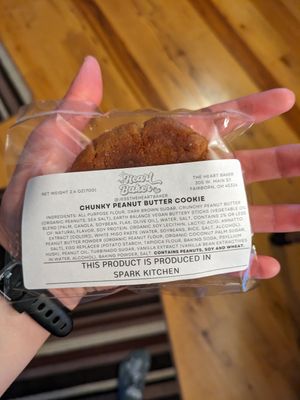 The Heart Baker
@JESSTHEHEARTBAKER
NET WEIGHT 2.4 OZ(70G)
THE HEART BAKER
205 W. MAIN ST.
FAIRBORN, OH 45324
CHUNKY PEANUT BUTTER COOKIE
INGREDIENTS: ALL PURPOSE FLOUR, DARK BROWN SUGAR, CRUNCHY PEANUT BUTTER
(ORGANIC PEANUTS, SEA SALT), EARTH BALANCE VEGAN BUTTERY STICKS (VEGETABLE OIL
BLEND [PALM, CANOLA, SOYBEAN, FLAX, OLIVE OIL], WATER, SALT, CONTAINS 2% OR LESS
OF NATURAL FLAVOR, SOY PROTEIN, ORGANIC SOY LECITHIN, LACTIC ACID, ANNATTO
EXTRACT [COLOR]), WHITE MISO PASTE (WATER, SOYBEANS, RICE, SALT, ALCOHOL),
PEANUT BUTTER POWDER (ORGANIC PEANUT FLOUR, ORGANIC COCONUT PALM SUGAR,
SALT), EGG REPLACER (POTATO STARCH, TAPIOCA FLOUR, BAKING SODA, PSYLLIUM
HUSK), PEANUT OIL, TURBINADO SUGAR, VANILLA EXTRACT (VANILLA BEAN EXTRACTIVES
IN WATER, ALCOHOL), BAKING POWDER, SALT. CONTAINS PEANUTS, SOY AND WHEAT.
THIS PRODUCT IS PRODUCED IN
SPARK KITCHEN